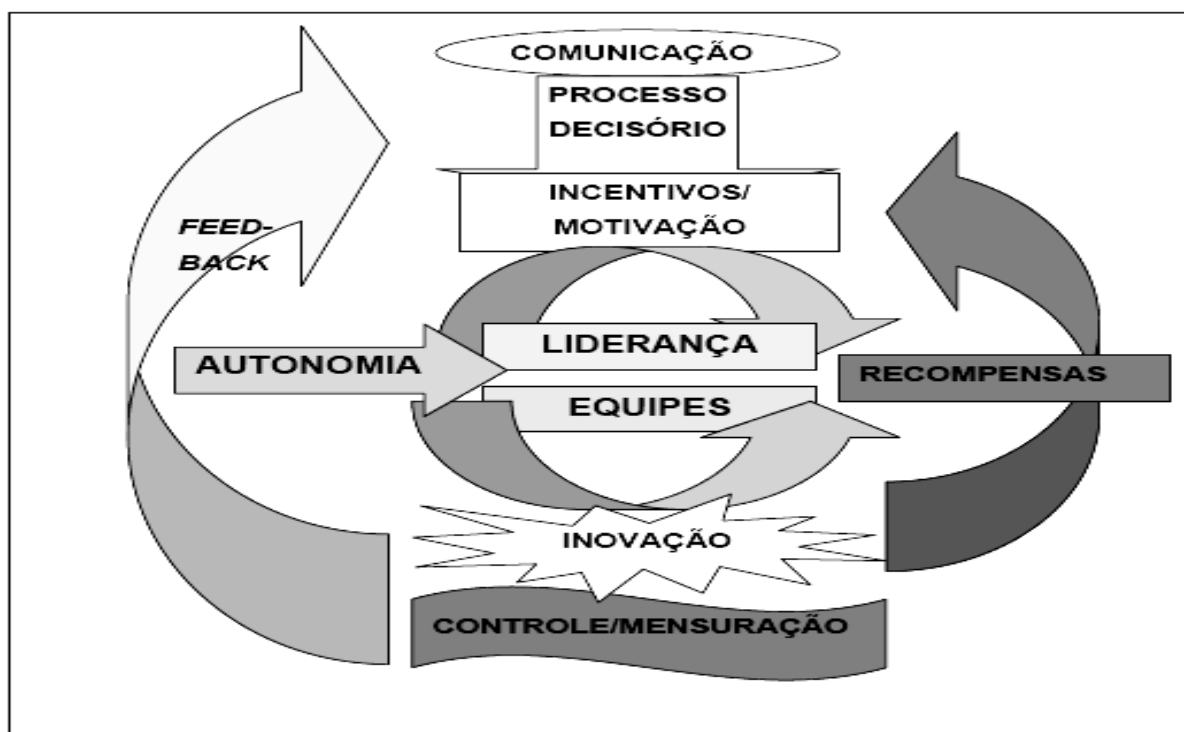 COMUNICAÇÃO
PROCESSO
DECISÓRIO
INCENTIVOS/
MOTIVAÇÃO
FEED-
BACK
LIDERANÇA
AUTONOMIA
RECOMPENSAS
EQUIPES
INOVAÇÃO
CONTROLE/MENSURAÇÃO